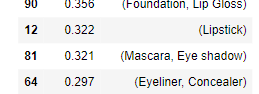 90 0.356 (Foundation, Lip Gloss)
12 0.322 (Lipstick)
81 0.321 (Mascara, Eye shadow)
64 0.297 (Eyeliner, Concealer)